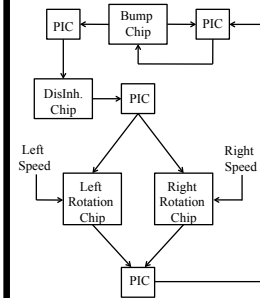 PIC
Bump
Chip
PIC
DisInh.
Chip
PIC
Left
Speed
Right
Speed
Left
Rotation
Chip
Right
Rotation
Chip
PIC